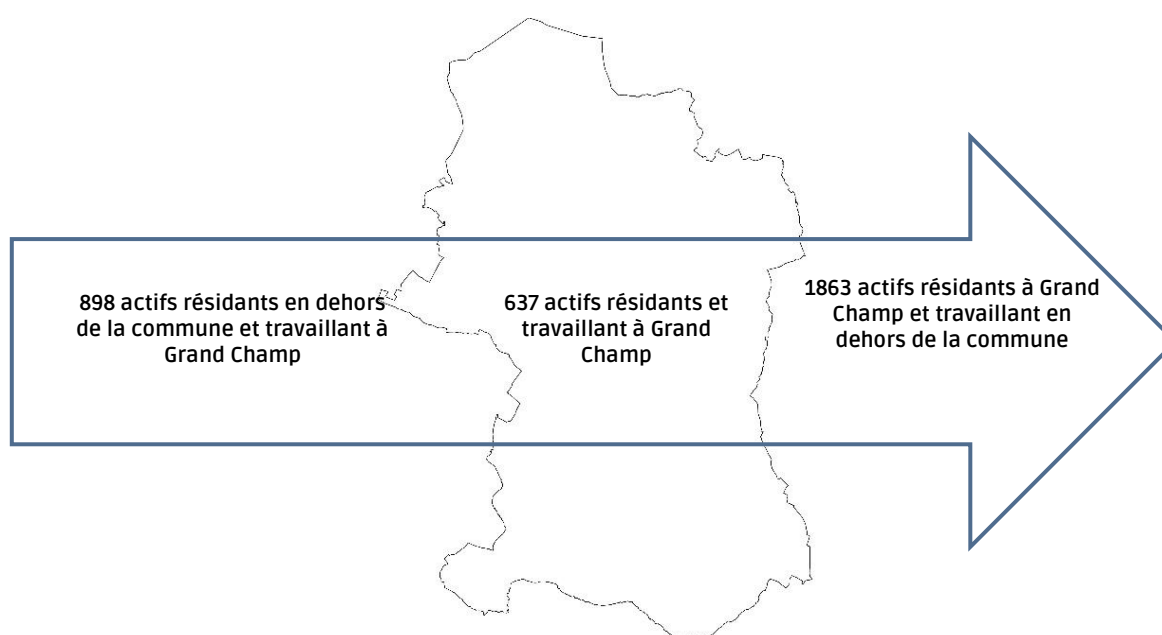 898 actifs résidants en dehors
de la commune et travaillant à
Grand Champ
637 actifs résidants et
travaillant à Grand
Champ
1863 actifs résidants à Grand
Champ et travaillant en
dehors de la commune